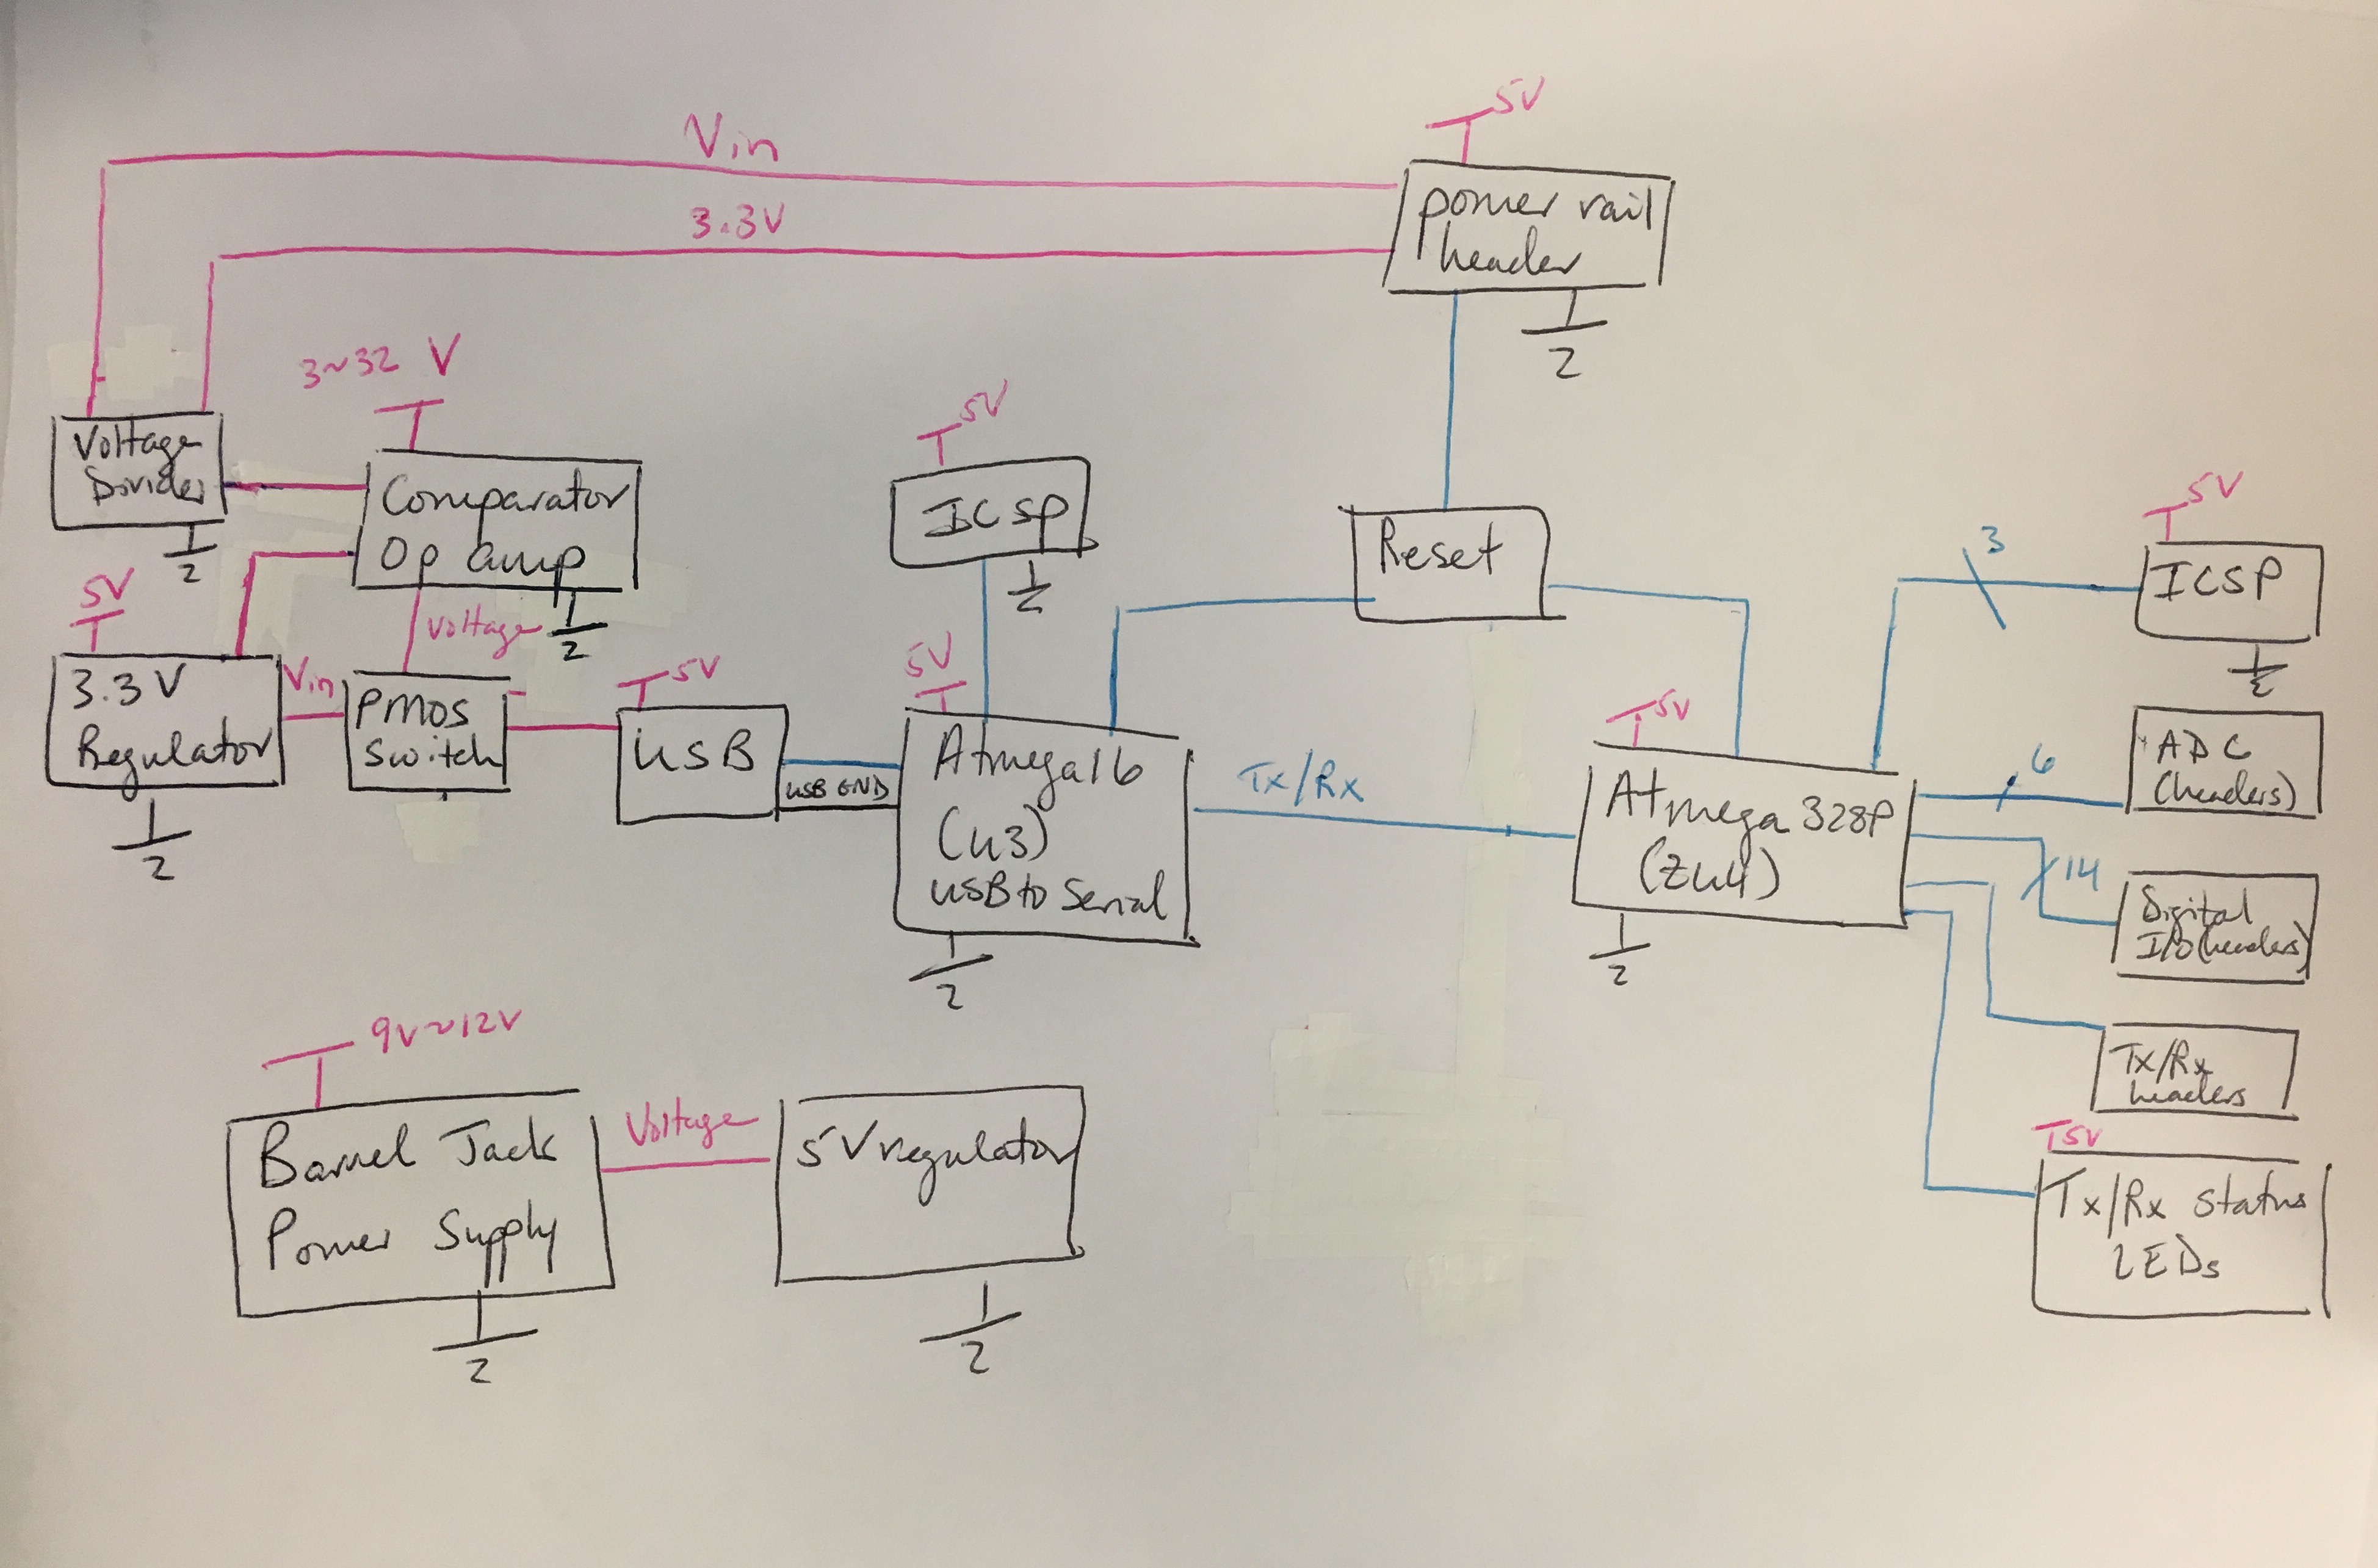 5V
Vin
power rail
header
3.3V
2
3~32 V
Voltage
Divider
2
Comparator
Op amp
2
5V
ICSP
2
Reset
5V
3
ICSP
2
5V
3.3V
Regulator
2
Vin
Voltage
PMOS
Switch
5V
USB
USB GND
5V
Atmega16
(U3)
USB to Serial
2
Tx/Rx
5V
Atmega 328P
(ZU4)
2
6
ADC
(headers)
14
Digital
I/O (headers)
Tx/Rx
headers
5V
Tx/Rx Status
LEDs
9V~12V
Barrel Jack
Power Supply
2
Voltage
5V regulator
2